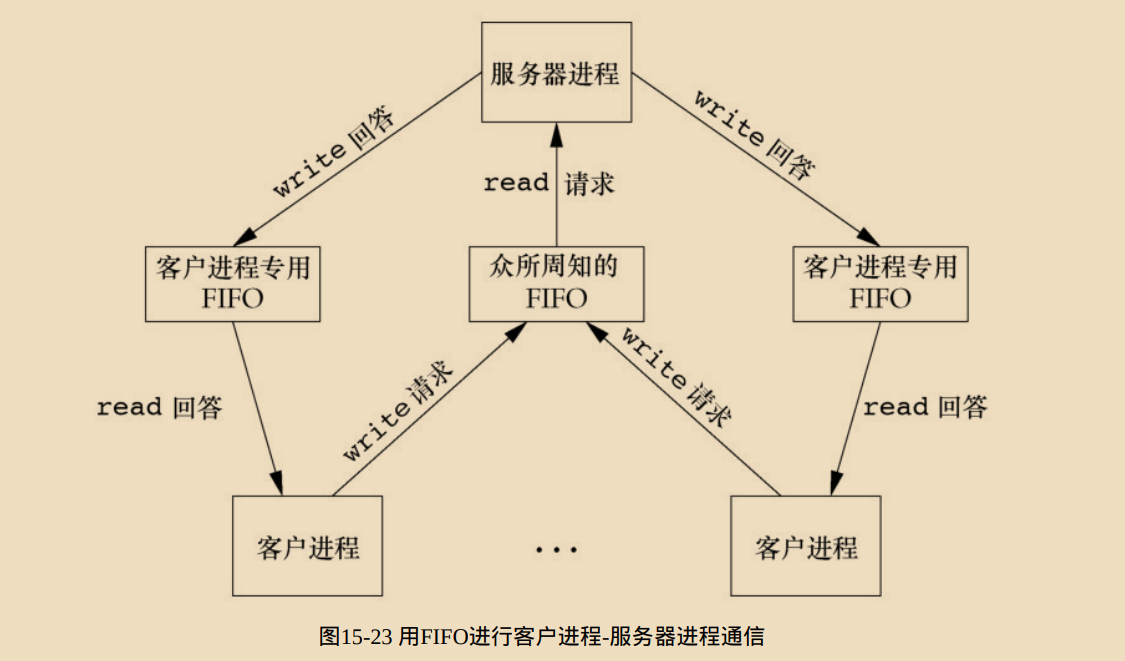 服务器进程
write 回答
write 回答
read 请求
客户进程专用
FIFO
众所周知的
FIFO
客户进程专用
FIFO
read 回答
write 请求
write 请求
read 回答
客户进程
...
客户进程
图15-23 用FIFO进行客户进程-服务器进程通信